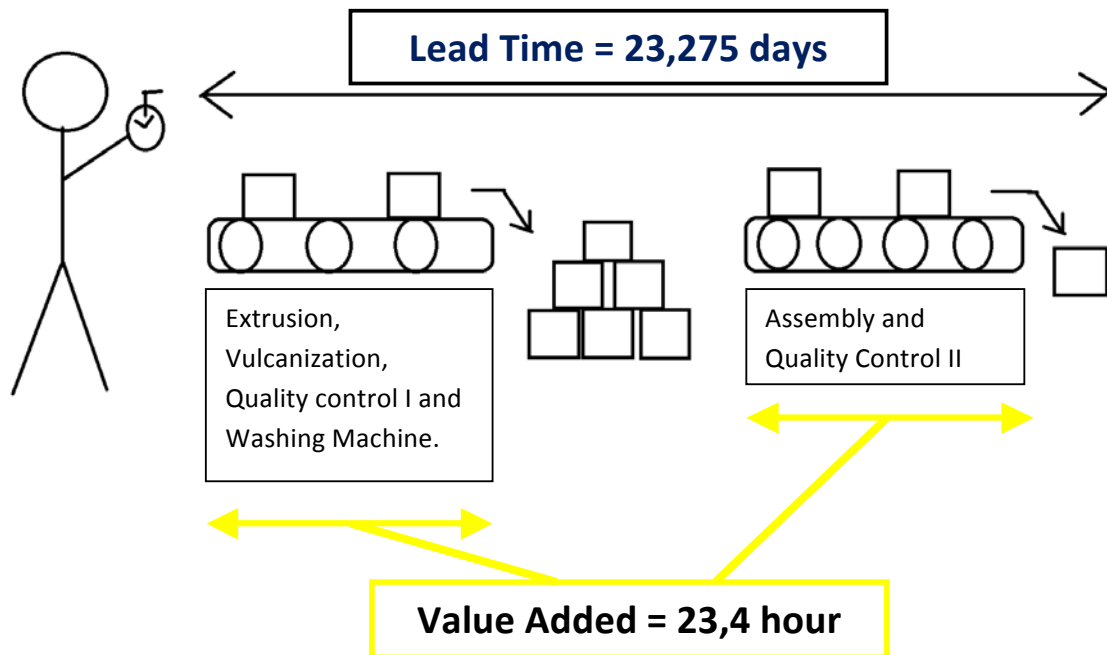 Lead Time = 23,275 days
Extrusion,
Vulcanization,
Quality control I and
Washing Machine.
Assembly and
Quality Control II
Value Added = 23,4 hour